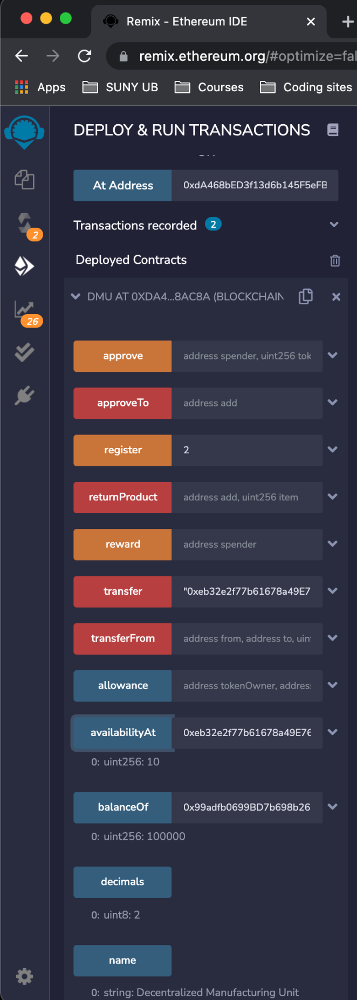 Remix - Ethereum IDE
remix.ethereum.org/#optimize=fal
Apps SUNY UB Courses Coding sites
DEPLOY & RUN TRANSACTIONS
At Address 0xdA468bED3f13d6b145F5eFB
Transactions recorded 2
2
Deployed Contracts
DMU AT 0XDA4...8AC8A (BLOCKCHAIN
26
approve address spender, uint256 tok
approveTo address add
register 2
returnProduct address add, uint256 item
reward address spender
transfer "0xeb32e2f77b61678a49E7
transferFrom address from, address to, uin
allowance address tokenOwner, address
availabilityAt 0xeb32e2f77b61678a49E76
0: uint256: 10
balanceOf 0x99adfb0699BD7b698b26
0: uint256: 100000
decimals
0: uint8: 2
name
0: string: Decentralized Manufacturing Unit